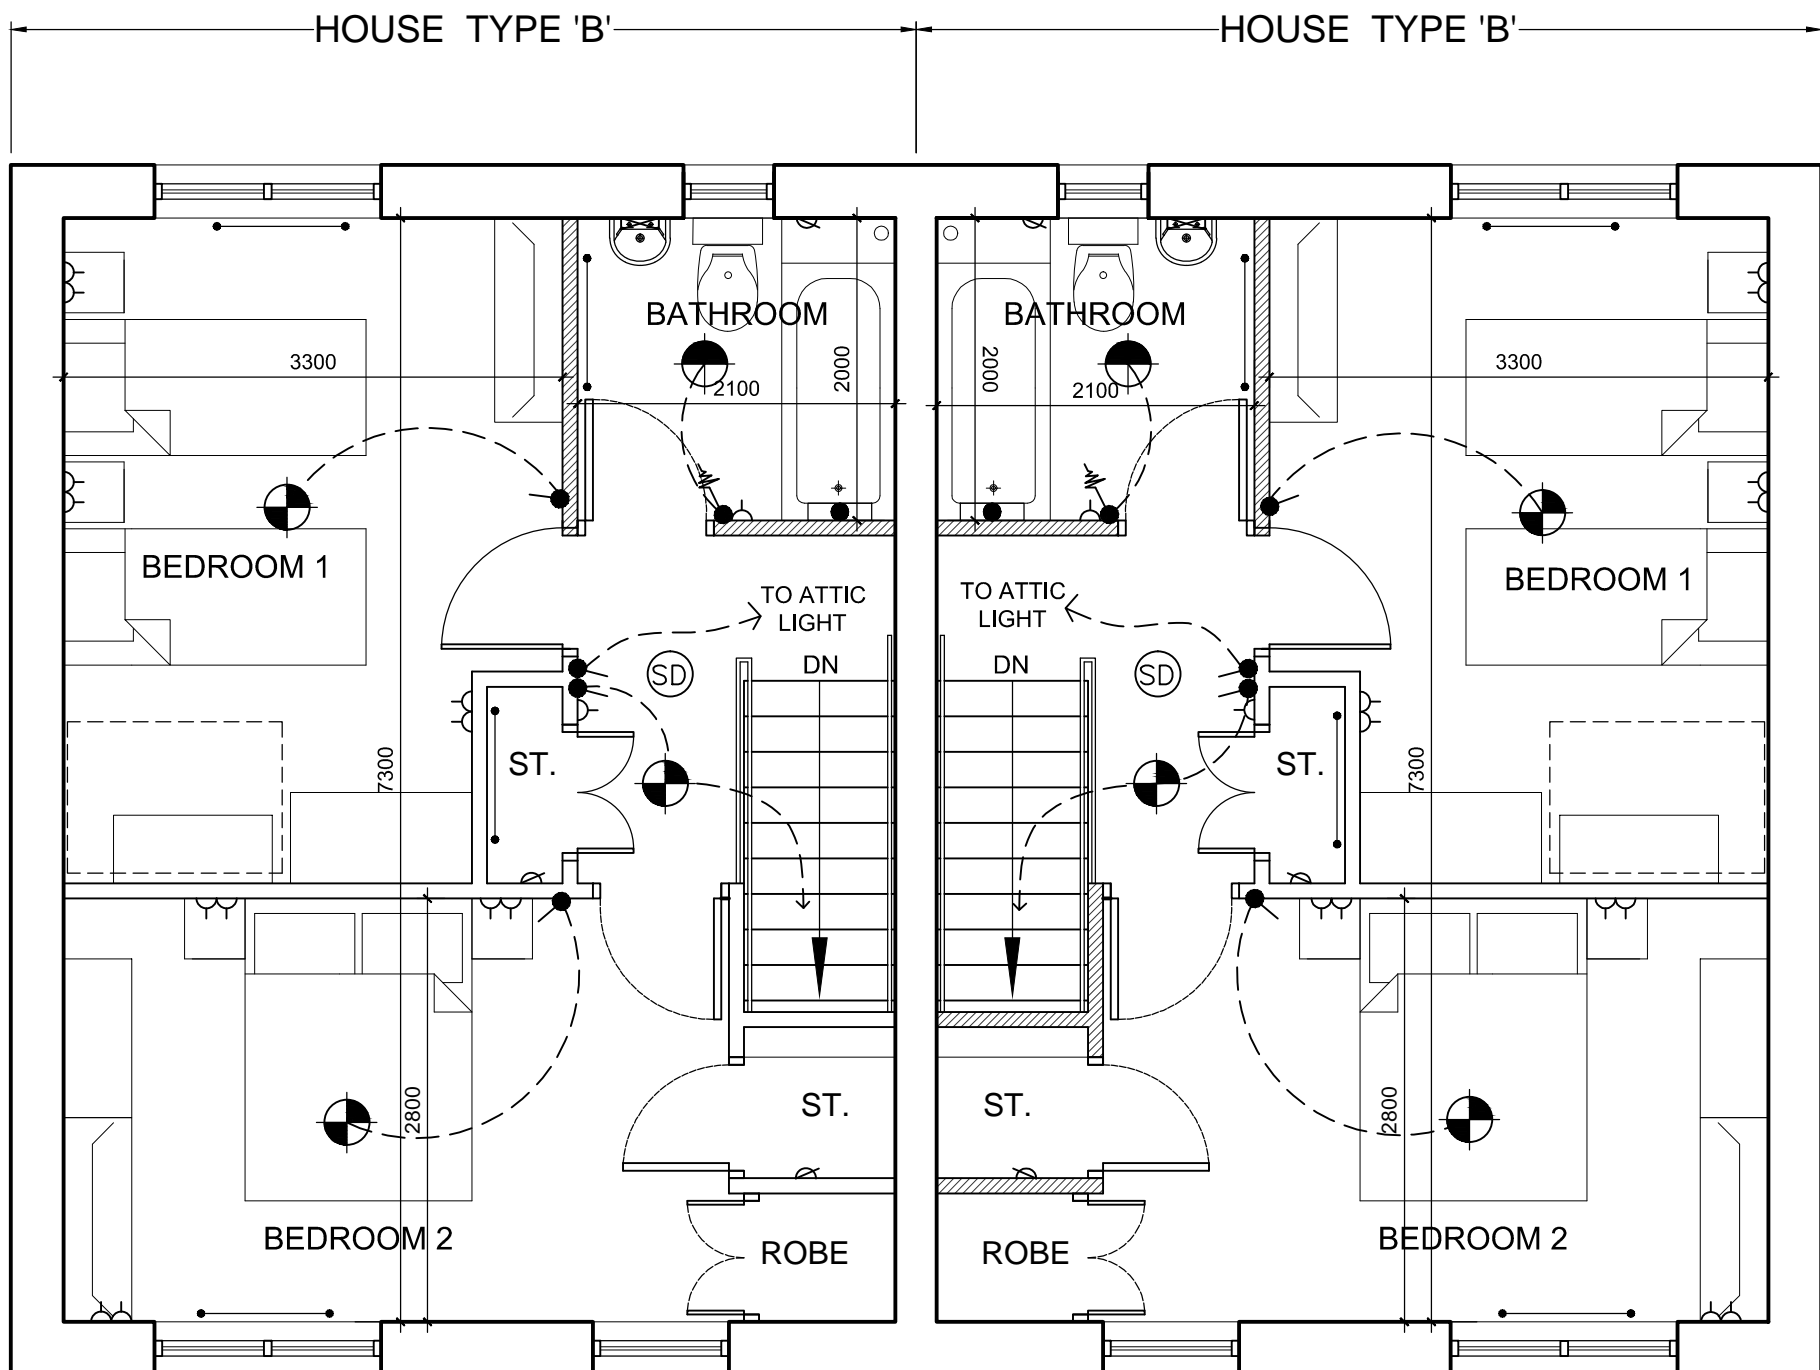 HOUSE TYPE 'B' HOUSE TYPE 'B'
BATHROOM BATHROOM
3300 2000 2000 3300
2100 2100
BEDROOM 1 BEDROOM 1
TO ATTIC TO ATTIC
LIGHT LIGHT
SD DN DN SD
ST. ST.
7300 7300
2800 ST. ST. 2800
BEDROOM 2 BEDROOM 2
ROBE ROBE